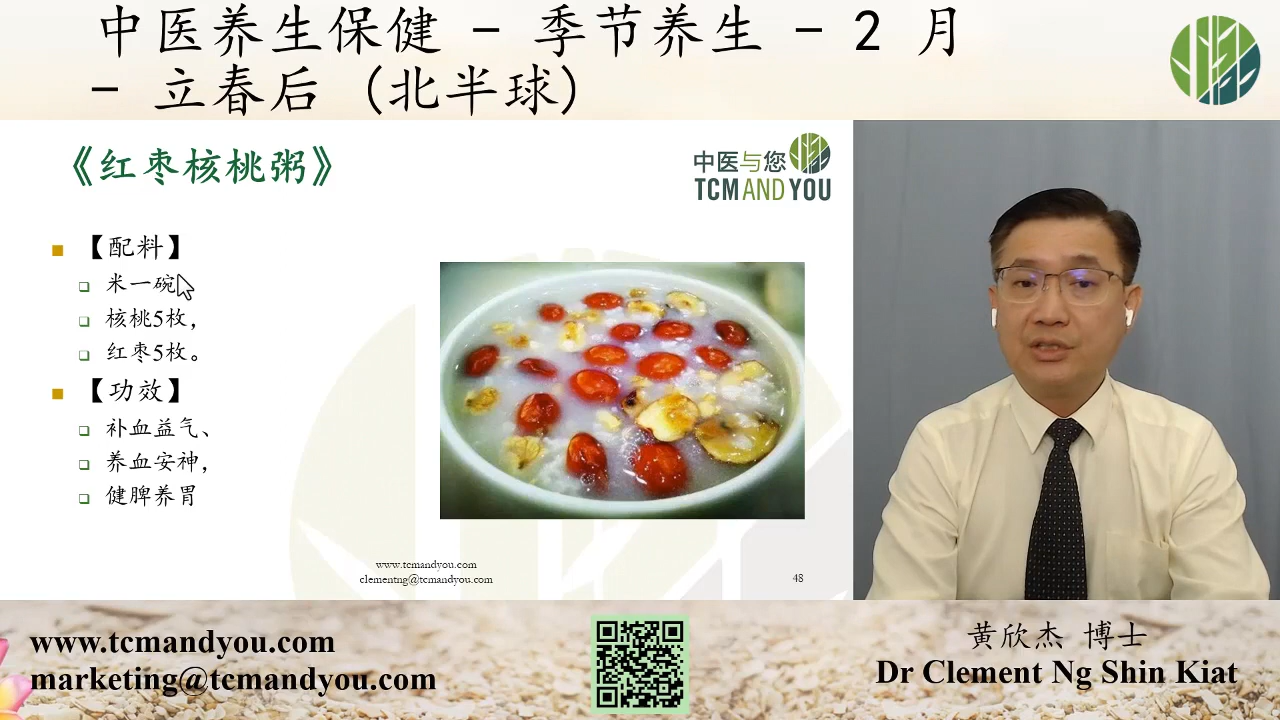 中医养生保健 - 季节养生 - 2 月
- 立春后 (北半球)
《红枣核桃粥》
中医与您
TCM AND YOU
【配料】
米一碗
核桃5枚，
红枣5枚。
【功效】
补血益气、
养血安神，
健脾养胃
www.tcmandyou.com
clementng@tcmandyou.com
48
www.tcmandyou.com
marketing@tcmandyou.com
黄欣杰 博士
Dr Clement Ng Shin Kiat